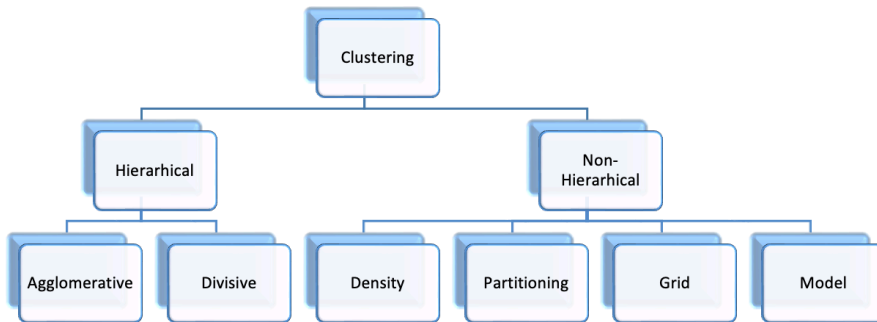 Clustering
Hierarhical
Non-
Hierarhical
Agglomerative
Divisive
Density
Partitioning
Grid
Model